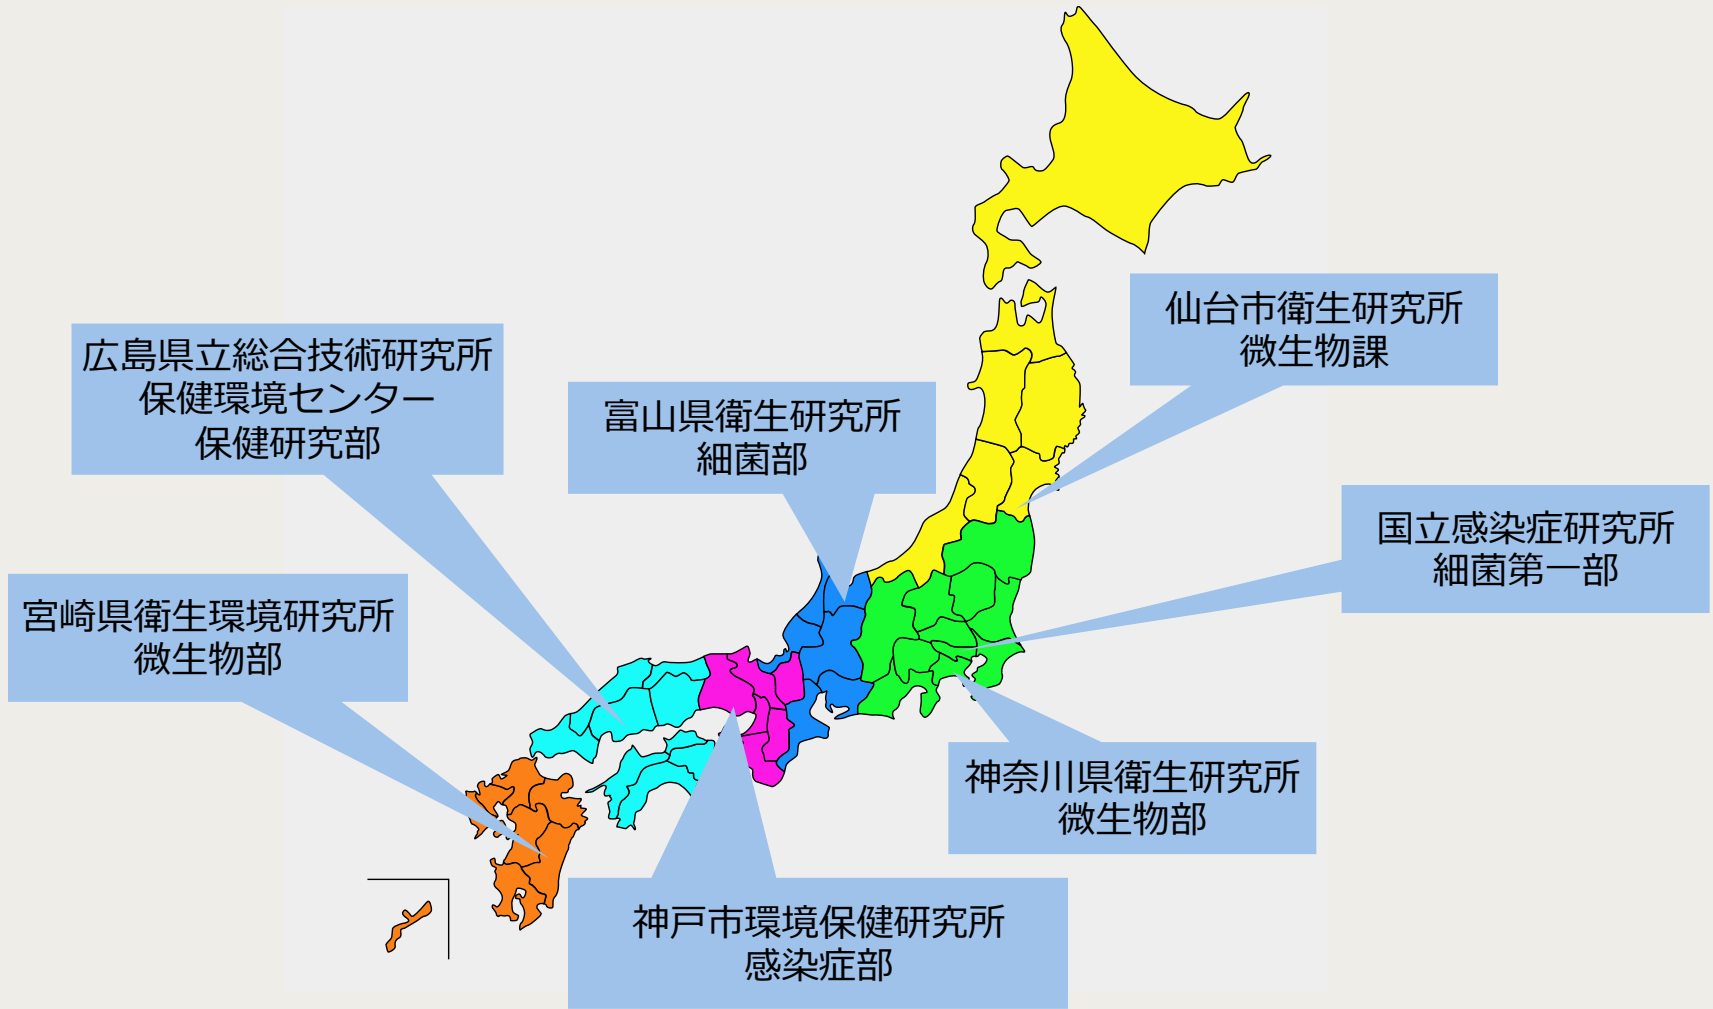 仙台市衛生研究所
微生物課
広島県立総合技術研究所
保健環境センター
保健研究部
富山県衛生研究所
細菌部
国立感染症研究所
細菌第一部
宮崎県衛生環境研究所
微生物部
神奈川県衛生研究所
微生物部
神戸市環境保健研究所
感染症部